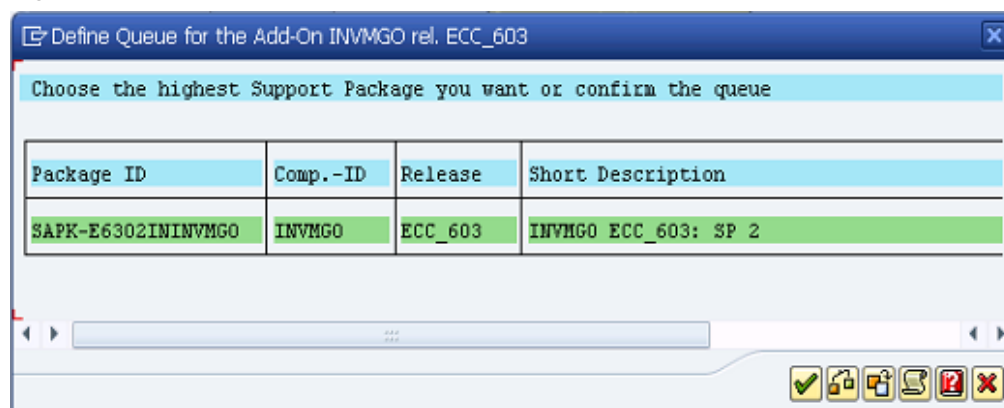 Define Queue for the Add-On INVMGO rel. ECC_603
Choose the highest Support Package you want or confirm the queue
Package ID Comp.-ID Release Short Description
SAPK-E6302ININVMGO INVMGO ECC_603 INVMGO ECC_603: SP 2